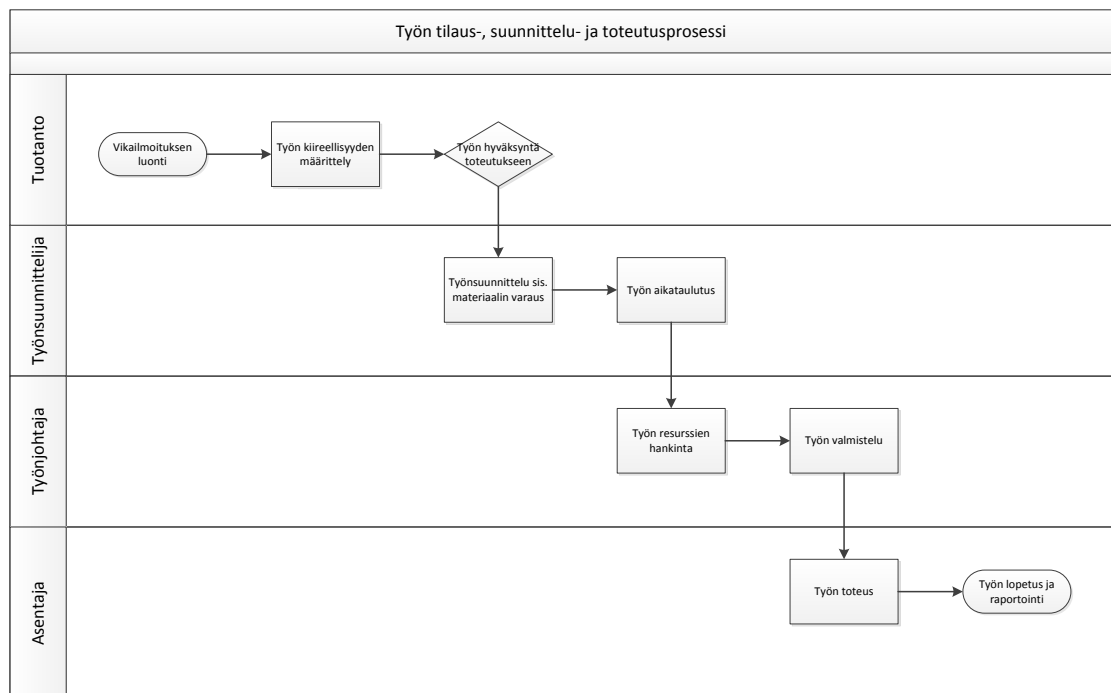 Työn tilaus-, suunnittelu- ja toteutusprosessi
Tuotanto
Vikailmoituksen
luonti
Työn kiireellisyyden
määrittely
Työn hyväksyntä
toteutukseen
Työnsuunnittelija
Työnsuunnittelu sis.
materiaalin varaus
Työn aikataulutus
Työnjohtaja
Työn resurssien
hankinta
Työn valmistelu
Asentaja
Työn toteus
Työn lopetus ja
raportointi